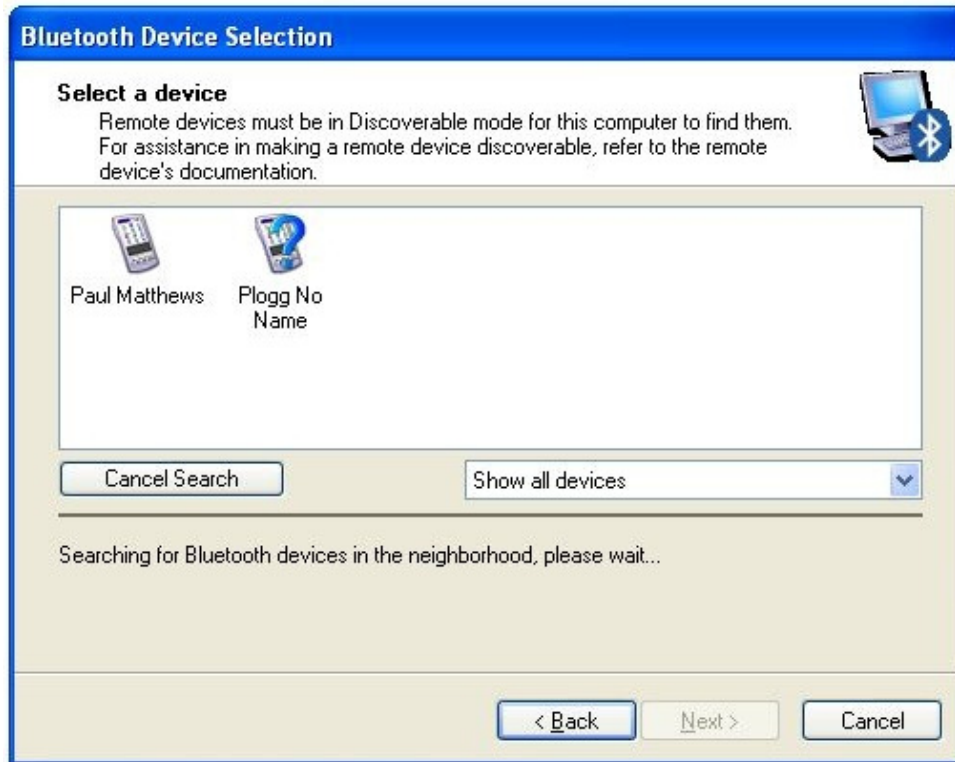 Bluetooth Device Selection
Select a device
Remote devices must be in Discoverable mode for this computer to find them.
For assistance in making a remote device discoverable, refer to the remote
device's documentation.
Paul Matthews
Plogg No
Name
Cancel Search
Show all devices
Searching for Bluetooth devices in the neighborhood, please wait...
< Back
Next >
Cancel